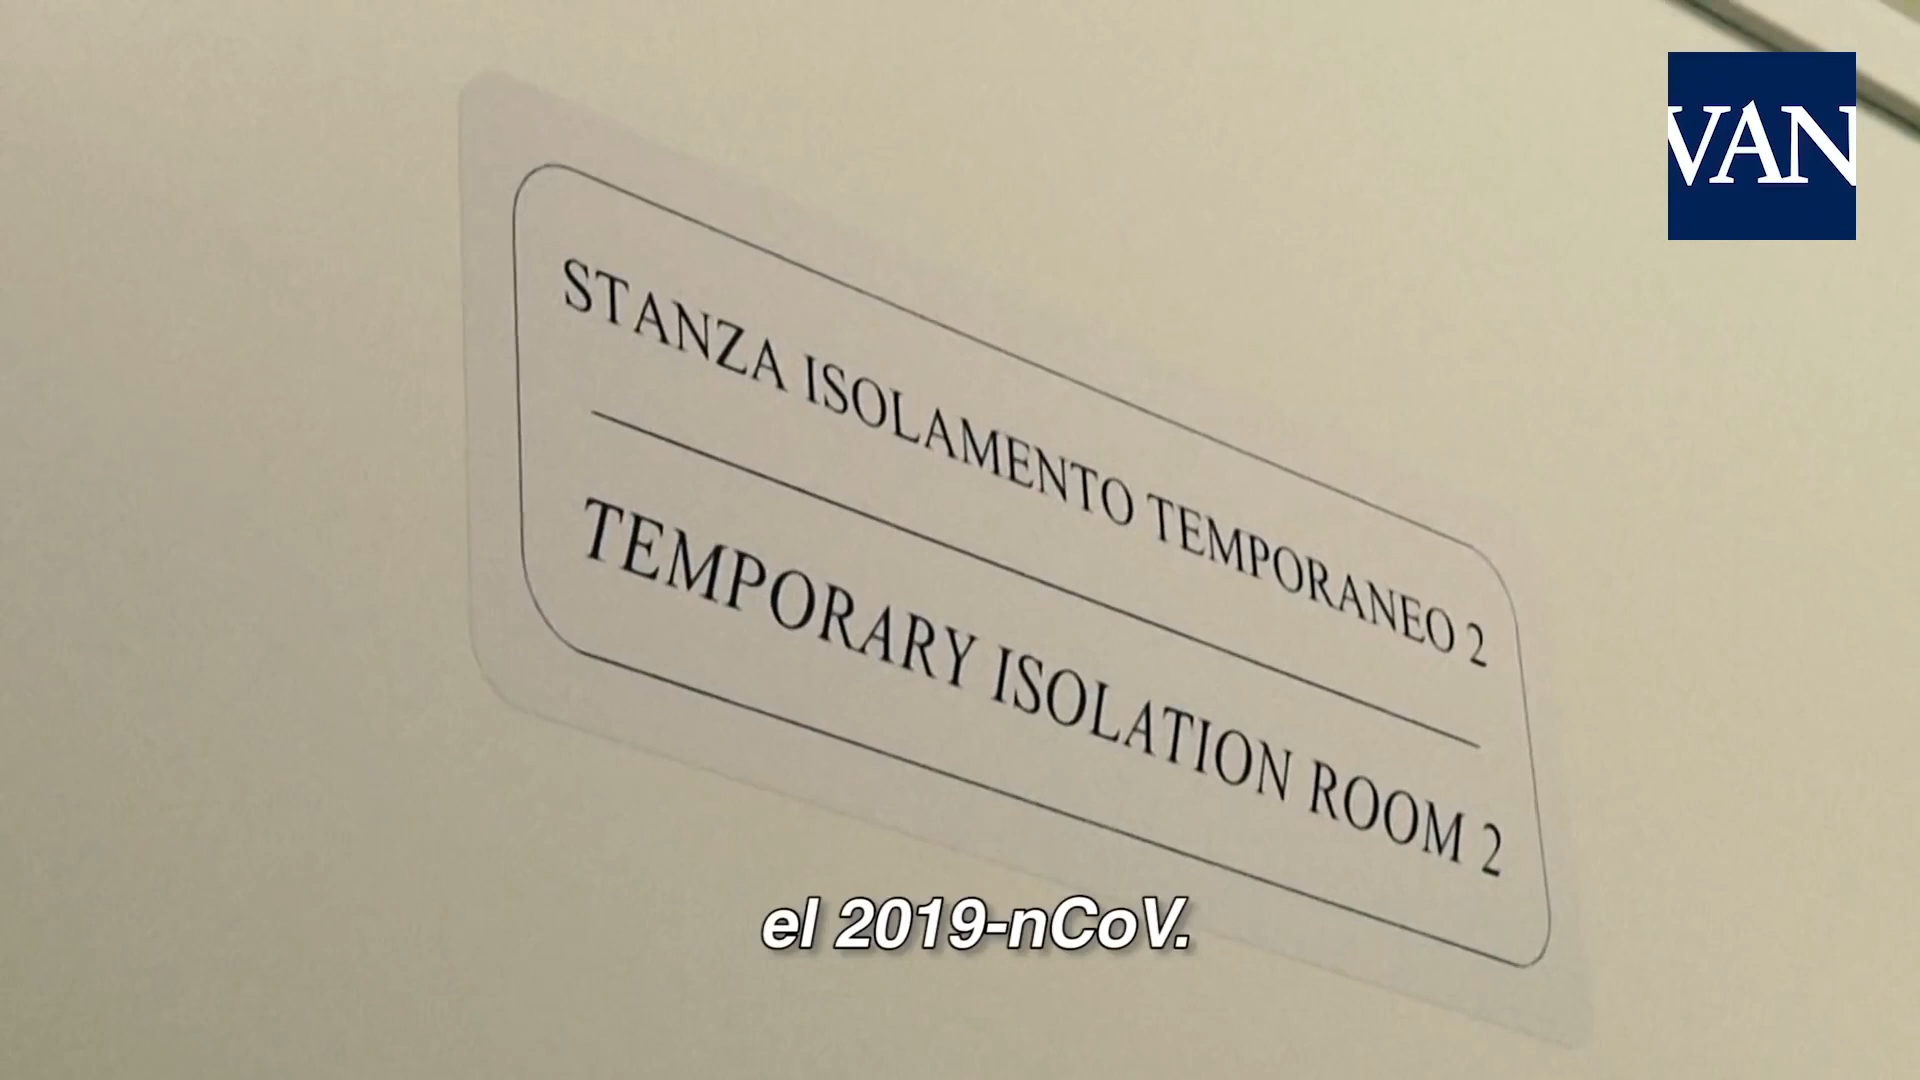 VAN
STANZA ISOLAMENTO TEMPORANEO 2
TEMPORARY ISOLATION ROOM 2
el 2019-nCoV.